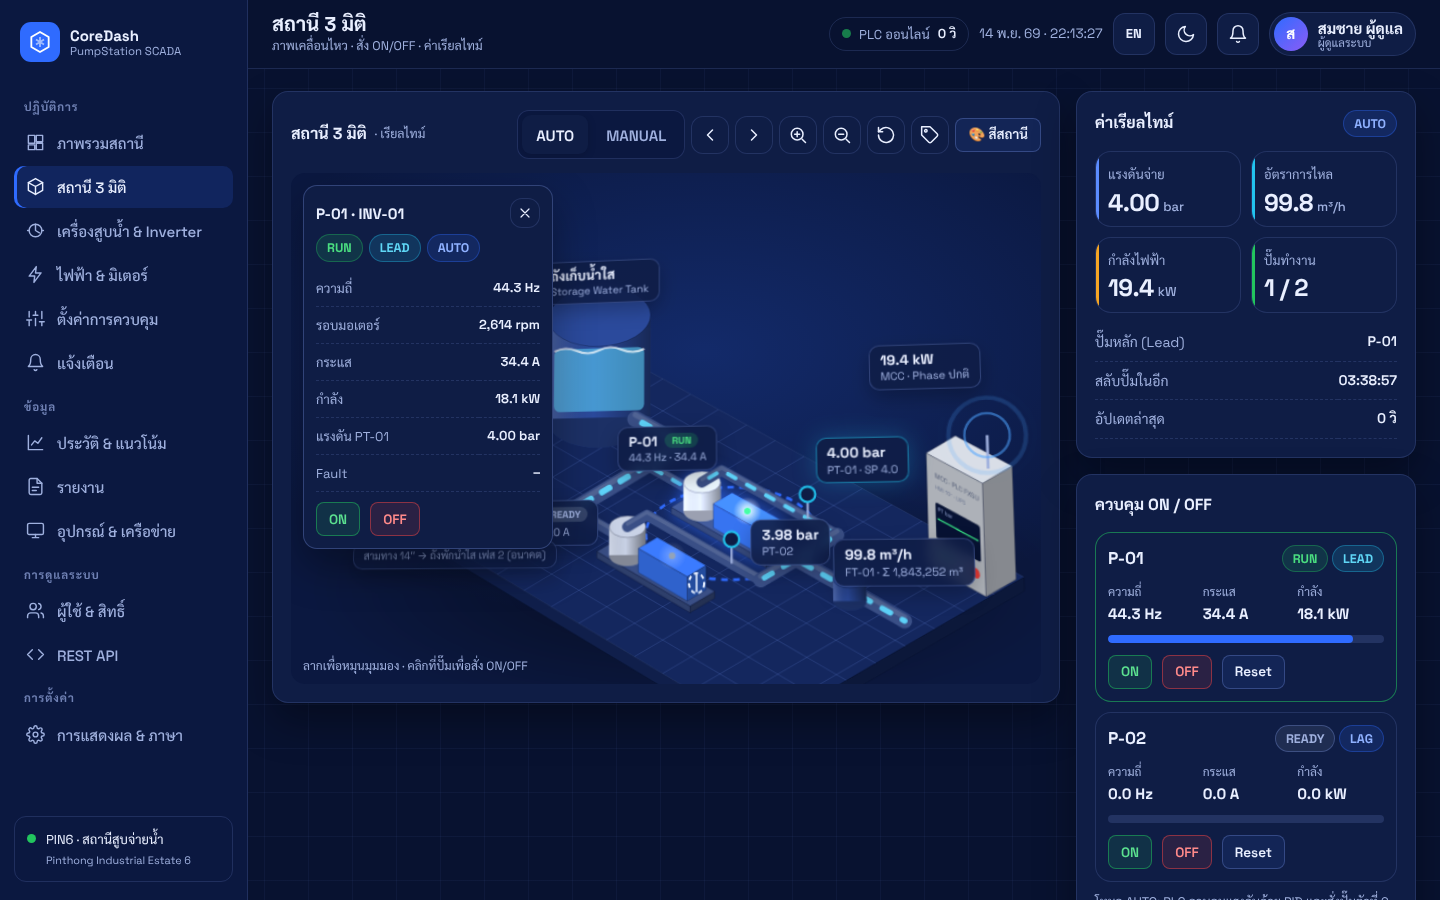 CoreDash
PumpStation SCADA
ปฏิบัติการ
ภาพรวมสถานี
สถานี 3 มิติ
เครื่องสูบน้ำ & Inverter
ไฟฟ้า & มิเตอร์
ตั้งค่าการควบคุม
แจ้งเตือน
ข้อมูล
ประวัติ & แนวโน้ม
รายงาน
อุปกรณ์ & เครือข่าย
การดูแลระบบ
ผู้ใช้ & สิทธิ์
REST API
การตั้งค่า
การแสดงผล & ภาษา
PIN6 · สถานีสูบจ่ายน้ำ
Pinthong Industrial Estate 6
สถานี 3 มิติ
ภาพเคลื่อนไหว · สั่ง ON/OFF · ค่าเรียลไทม์
PLC ออนไลน์ 0 วิ
14 พ.ย. 69 · 22:13:27
EN
ส
สมชาย ผู้ดูแล
ผู้ดูแลระบบ
สถานี 3 มิติ · เรียลไทม์
AUTO
MANUAL
🎨 สีสถานี
P-01 · INV-01
RUN
LEAD
AUTO
ความถี่ 44.3 Hz
รอบมอเตอร์ 2,614 rpm
กระแส 34.4 A
กำลัง 18.1 kW
แรงดัน PT-01 4.00 bar
Fault –
ON
OFF
ถังเก็บน้ำใส
Storage Water Tank
19.4 kW
MCC · Phase ปกติ
P-01 RUN
44.3 Hz · 34.4 A
4.00 bar
PT-01 · SP 4.0
READY
0 A
3.98 bar
PT-02
99.8 m³/h
FT-01 · Σ 1,843,252 m³
สามทาง 14" → ถังพักน้ำใส เฟส 2 (อนาคต)
ลากเพื่อหมุนมุมมอง · คลิกที่ปั๊มเพื่อสั่ง ON/OFF
ค่าเรียลไทม์
AUTO
แรงดันจ่าย
4.00 bar
อัตราการไหล
99.8 m³/h
กำลังไฟฟ้า
19.4 kW
ปั๊มทำงาน
1 / 2
ปั๊มหลัก (Lead) P-01
สลับปั๊มในอีก 03:38:57
อัปเดตล่าสุด 0 วิ
ควบคุม ON / OFF
P-01
RUN
LEAD
ความถี่ กระแส กำลัง
44.3 Hz 34.4 A 18.1 kW
ON
OFF
Reset
P-02
READY
LAG
ความถี่ กระแส กำลัง
0.0 Hz 0.0 A 0.0 kW
ON
OFF
Reset